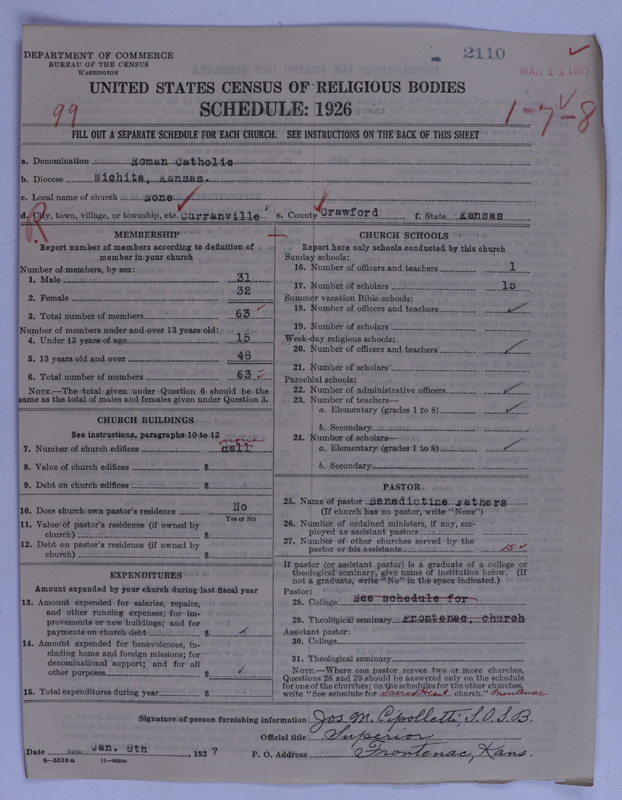 DEPARTMENT OF COMMERCE
BUREAU OF THE CENSUS
WASHINGTON
2110
MAR 11 1927
UNITED STATES CENSUS OF RELIGIOUS BODIES
SCHEDULE: 1926
99
1-7-8
FILL OUT A SEPARATE SCHEDULE FOR EACH CHURCH. SEE INSTRUCTIONS ON THE BACK OF THIS SHEET
a. Denomination Roman Catholic
b. Diocese Wichita, Kansas.
c. Local name of church None
d. City, town, village, or township, etc. Curranville e. County Crawford f. State Kansas
R
MEMBERSHIP
Report number of members according to definition of
member in your church
Number of members, by sex:
1. Male 31
2. Female 32
3. Total number of members 63
Number of members under and over 13 years old:
4. Under 13 years of age 15
5. 13 years old and over 48
6. Total number of members 63
NOTE.—The total given under Question 6 should be the
same as the total of males and females given under Question 3.
CHURCH BUILDINGS
See instructions, paragraphs 10 to 12
none
7. Number of church edifices Hall
8. Value of church edifices $
9. Debt on church edifices $
10. Does church own pastor's residence No
Yes or No
11. Value of pastor's residence (if owned by
church) $
12. Debt on pastor's residence (if owned by
church) $
EXPENDITURES
Amount expended by your church during last fiscal year
13. Amount expended for salaries, repairs,
and other running expenses; for im-
provements or new buildings; and for
payments on church debt $
14. Amount expended for benevolences, in-
cluding home and foreign missions; for
denominational support; and for all
other purposes $
15. Total expenditures during year $
CHURCH SCHOOLS
Report here only schools conducted by this church
Sunday schools:
16. Number of officers and teachers 1
17. Number of scholars 15
Summer vacation Bible schools:
18. Number of officers and teachers
19. Number of scholars
Week-day religious schools:
20. Number of officers and teachers
21. Number of scholars
Parochial schools:
22. Number of administrative officers
23. Number of teachers—
a. Elementary (grades 1 to 8)
b. Secondary
24. Number of scholars—
a. Elementary (grades 1 to 8)
b. Secondary
PASTOR
25. Name of pastor Benedictine Fathers
(If church has no pastor, write "None")
26. Number of ordained ministers, if any, em-
ployed as assistant pastors
27. Number of other churches served by the
pastor or his assistants 15
If pastor (or assistant pastor) is a graduate of a college or
theological seminary, give name of institution below. (If
not a graduate, write "No" in the space indicated.)
Pastor:
28. College See schedule for
29. Theological seminary Frontenac, church
Assistant pastor:
30. College
31. Theological seminary
NOTE.—Where one pastor serves two or more churches,
Questions 28 and 29 should be answered only on the schedule
for one of the churches; on the schedules for the other churches,
write "See schedule for Sacred Heart church." Frontenac
Signature of person furnishing information Jos. M. Cipolletti, S.O.S.B.
Official title Superior
Date Jan. 8th 1927 P. O. Address Frontenac, Kans.
8-5518 a